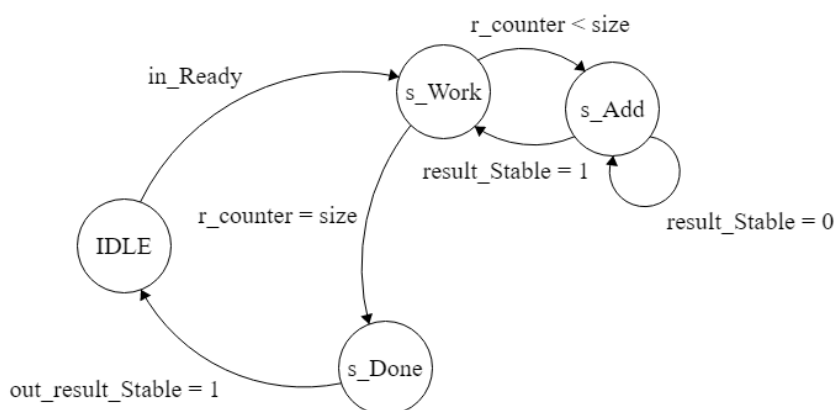 r_counter < size
in_Ready
s_Work
s_Add
result_Stable = 1
r_counter = size
result_Stable = 0
IDLE
s_Done
out_result_Stable = 1